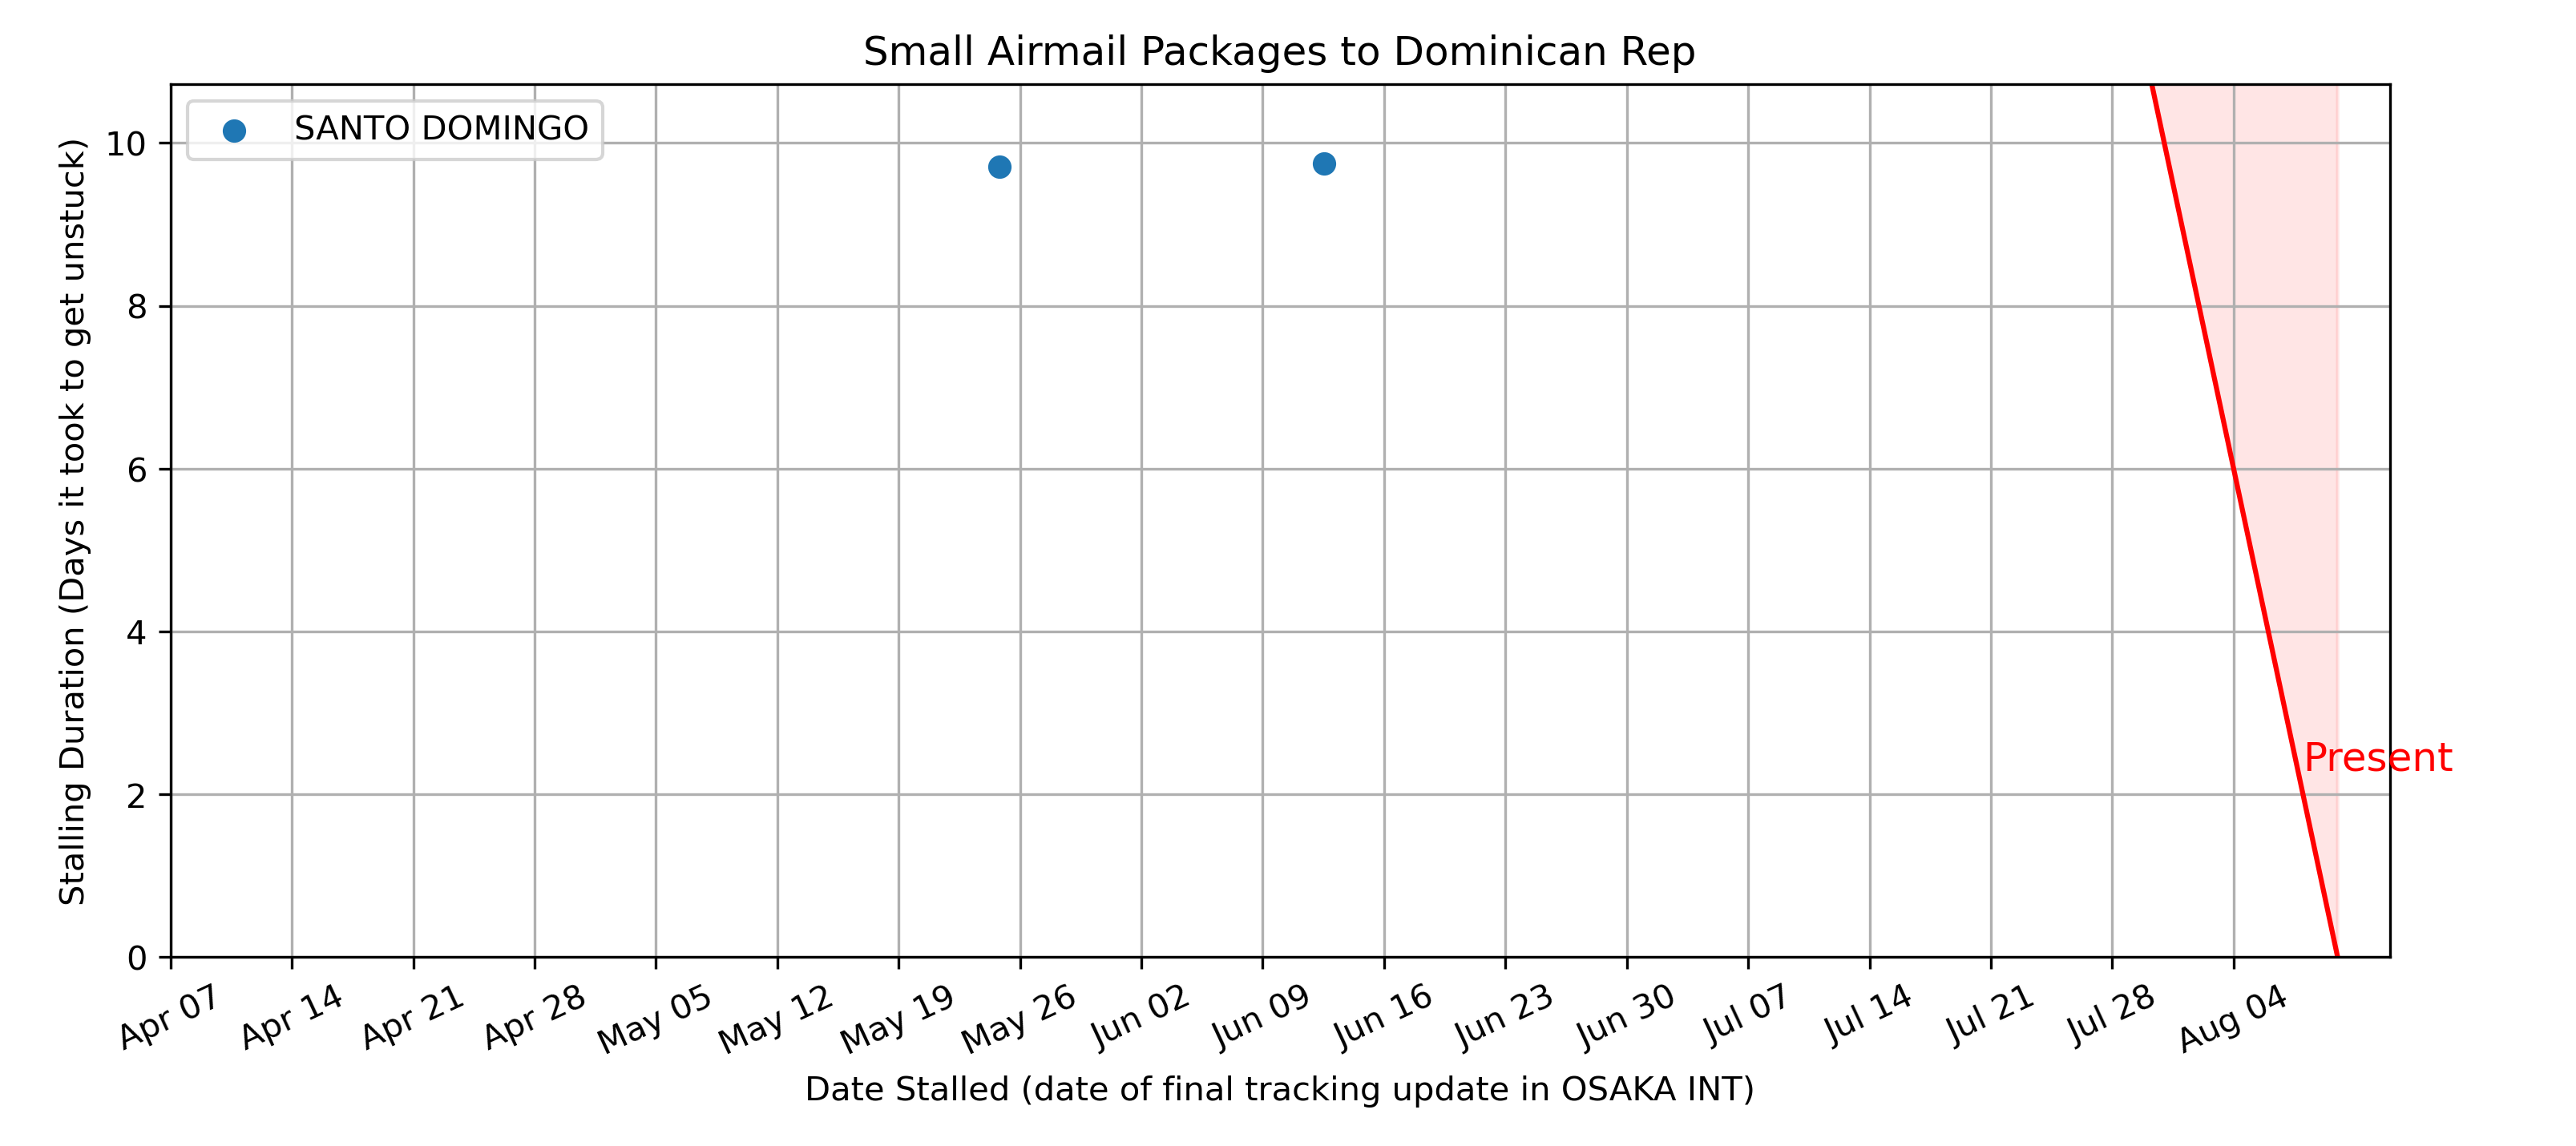 Small Airmail Packages to Dominican Rep
SANTO DOMINGO
Stalling Duration (Days it took to get unstuck)
10
8
6
4
2
0
Present
Apr 07
Apr 14
Apr 21
Apr 28
May 05
May 12
May 19
May 26
Jun 02
Jun 09
Jun 16
Jun 23
Jun 30
Jul 07
Jul 14
Jul 21
Jul 28
Aug 04
Date Stalled (date of final tracking update in OSAKA INT)